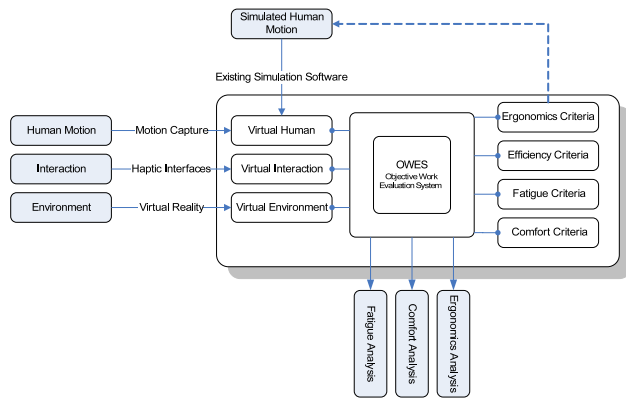 Simulated Human
Motion
Existing Simulation Software
Human Motion
Motion Capture
Virtual Human
Interaction
Haptic Interfaces
Virtual Interaction
Environment
Virtual Reality
Virtual Environment
OWES
Objective Work
Evaluation System
Ergonomics Criteria
Efficiency Criteria
Fatigue Criteria
Comfort Criteria
Fatigue Analysis
Comfort Analysis
Ergonomics Analysis